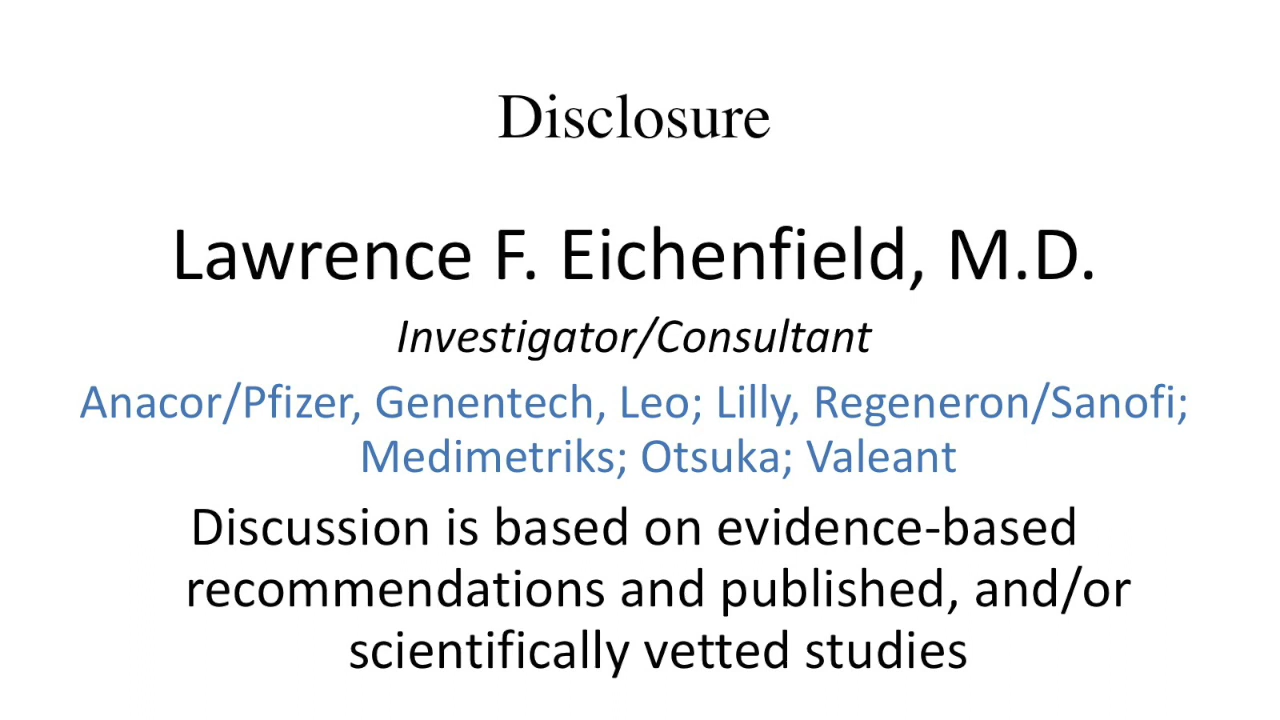 Disclosure
Lawrence F. Eichenfield, M.D.
Investigator/Consultant
Anacor/Pfizer, Genentech, Leo; Lilly, Regeneron/Sanofi;
Medimetriks; Otsuka; Valeant
Discussion is based on evidence-based
recommendations and published, and/or
scientifically vetted studies